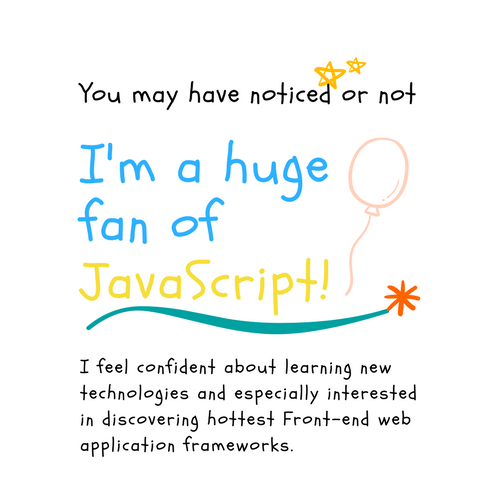 You may have noticed or not
I'm a huge
fan of
JavaScript!
I feel confident about learning new
technologies and especially interested
in discovering hottest Front-end web
application frameworks.